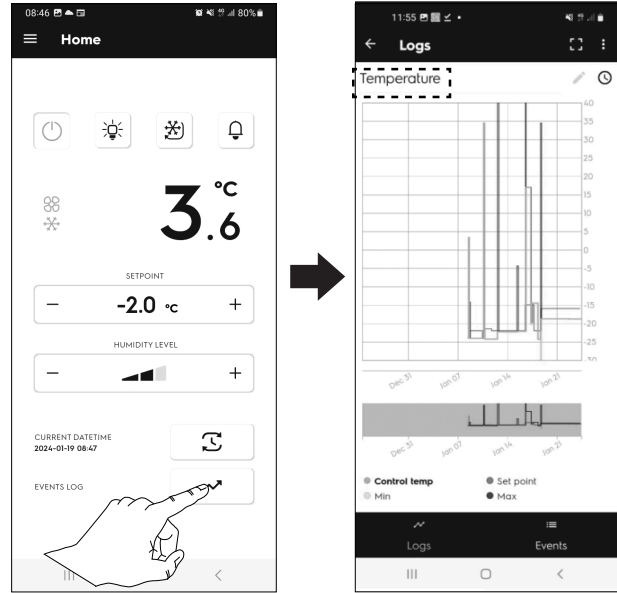 08:46 80%
Home
3.6 °C
SETPOINT
− -2.0 °C +
HUMIDITY LEVEL
− +
CURRENT DATETIME
2024-01-19 08:47
EVENTS LOG
11:55
Logs
Temperature
40
35
30
25
20
15
10
5
0
-5
-10
-15
-20
-25
-30
Dec 31 Jan 07 Jan 14 Jan 21
Dec 31 Jan 07 Jan 14 Jan 21
Control temp Set point
Min Max
Logs Events